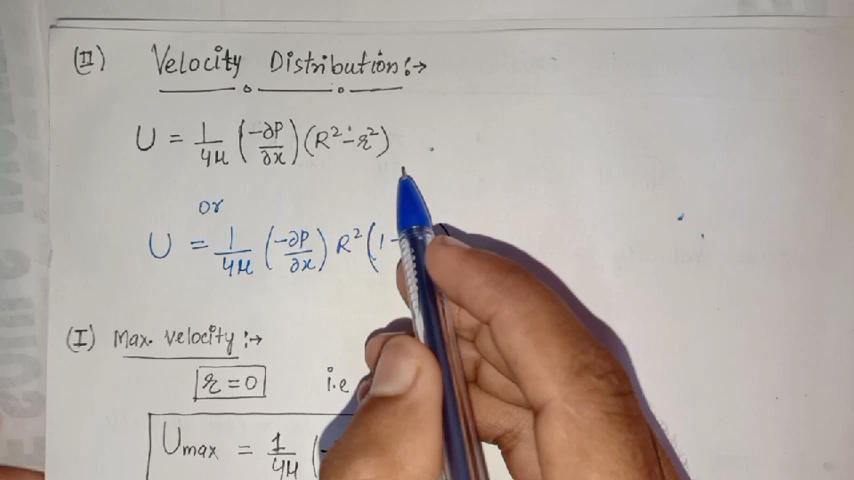 (II) Velocity Distribution:→
U = 1/4μ (-∂P/∂x) (R² - r²)
or
U = 1/4μ (-∂P/∂x) R² (1 -
(I) Max. velocity :→
r = 0 i.e
Umax = 1/4μ (